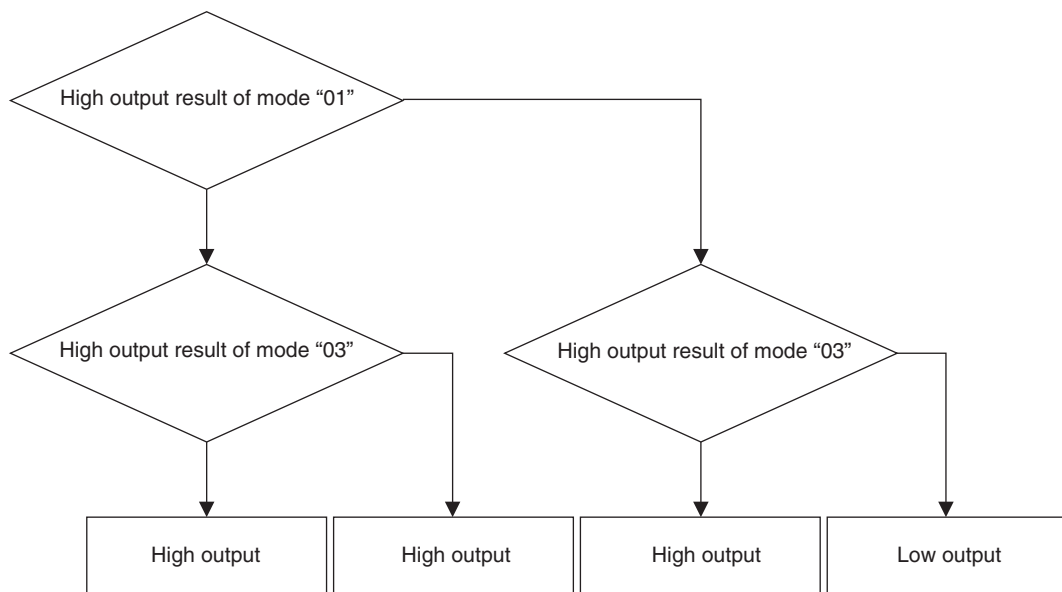 High output result of mode “01”
High output result of mode “03”
High output result of mode “03”
High output
High output
High output
Low output